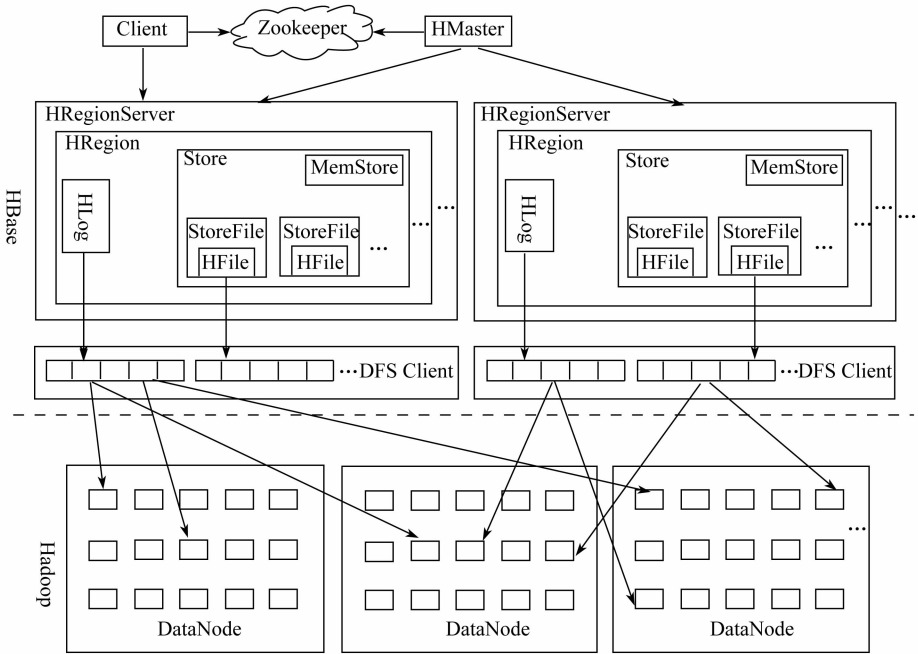 Client
Zookeeper
HMaster
HRegionServer
HRegion
Store
MemStore
HLog
StoreFile
HFile
StoreFile
HFile
...
...
...
HRegionServer
HRegion
Store
MemStore
HLog
StoreFile
HFile
StoreFile
HFile
...
...
...
...
HBase
...DFS Client
...DFS Client
Hadoop
DataNode
DataNode
DataNode
...